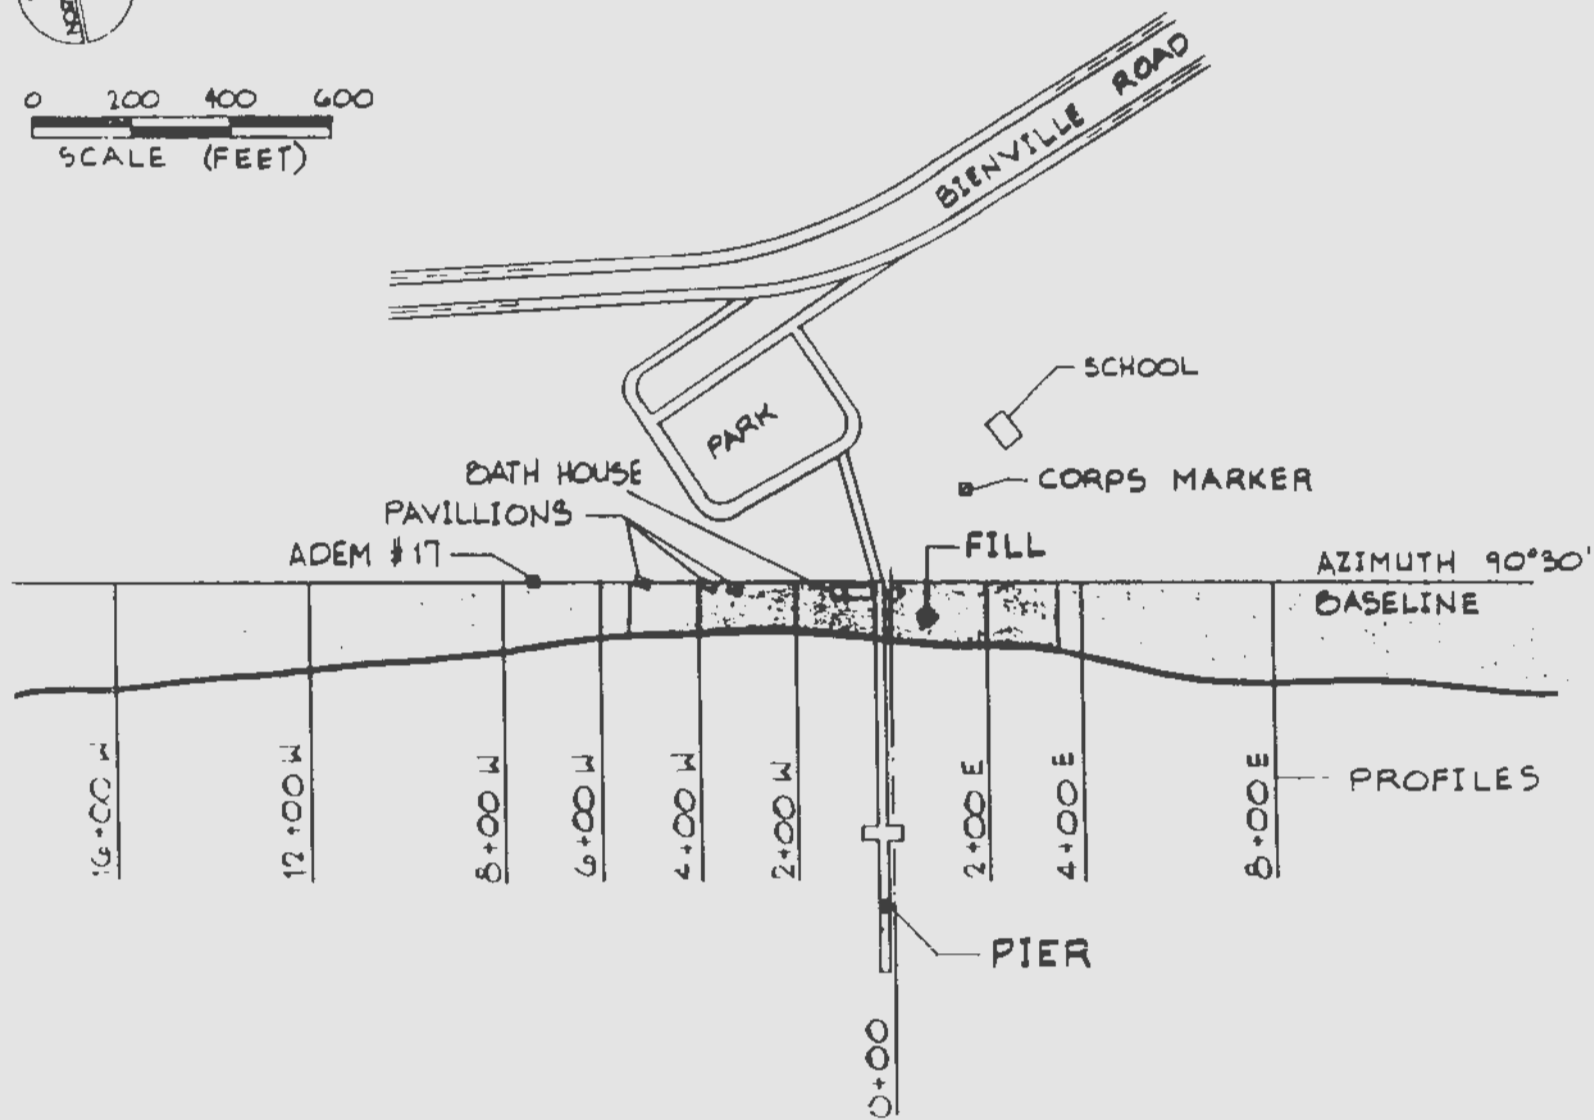 0 200 400 600
SCALE (FEET)
BIENVILLE ROAD
SCHOOL
PARK
BATH HOUSE
CORPS MARKER
PAVILLIONS
ADEM #17
FILL
AZIMUTH 90°30'
BASELINE
16+00 W
12+00 W
8+00 W
6+00 W
4+00 W
2+00 W
0+00
2+00 E
4+00 E
8+00 E
PROFILES
PIER